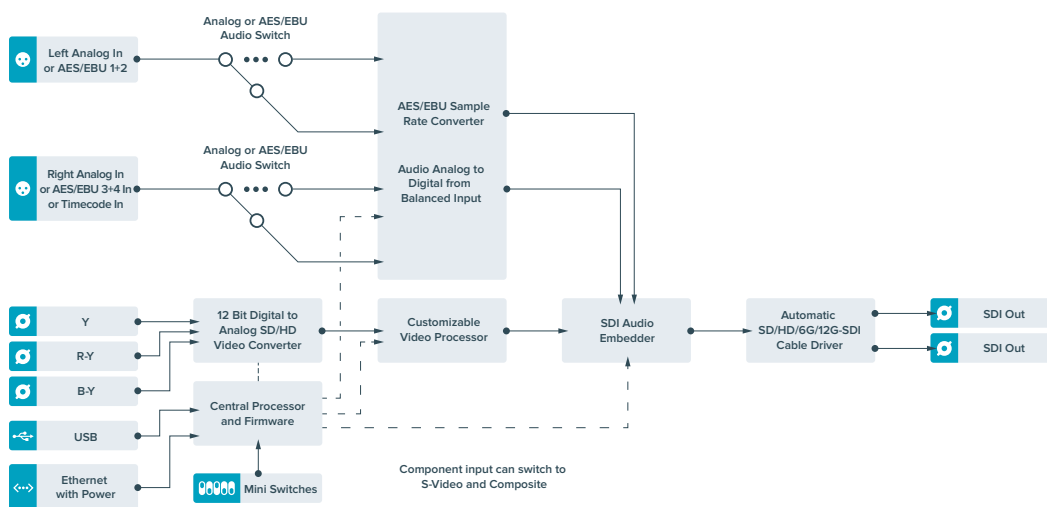 Analog or AES/EBU
Audio Switch
Left Analog In
or AES/EBU 1+2
AES/EBU Sample
Rate Converter
Analog or AES/EBU
Audio Switch
Right Analog In
or AES/EBU 3+4 In
or Timecode In
Audio Analog to
Digital from
Balanced Input
Y
R-Y
B-Y
USB
Ethernet
with Power
12 Bit Digital to
Analog SD/HD
Video Converter
Central Processor
and Firmware
Mini Switches
Customizable
Video Processor
SDI Audio
Embedder
Automatic
SD/HD/6G/12G-SDI
Cable Driver
SDI Out
SDI Out
Component input can switch to
S-Video and Composite